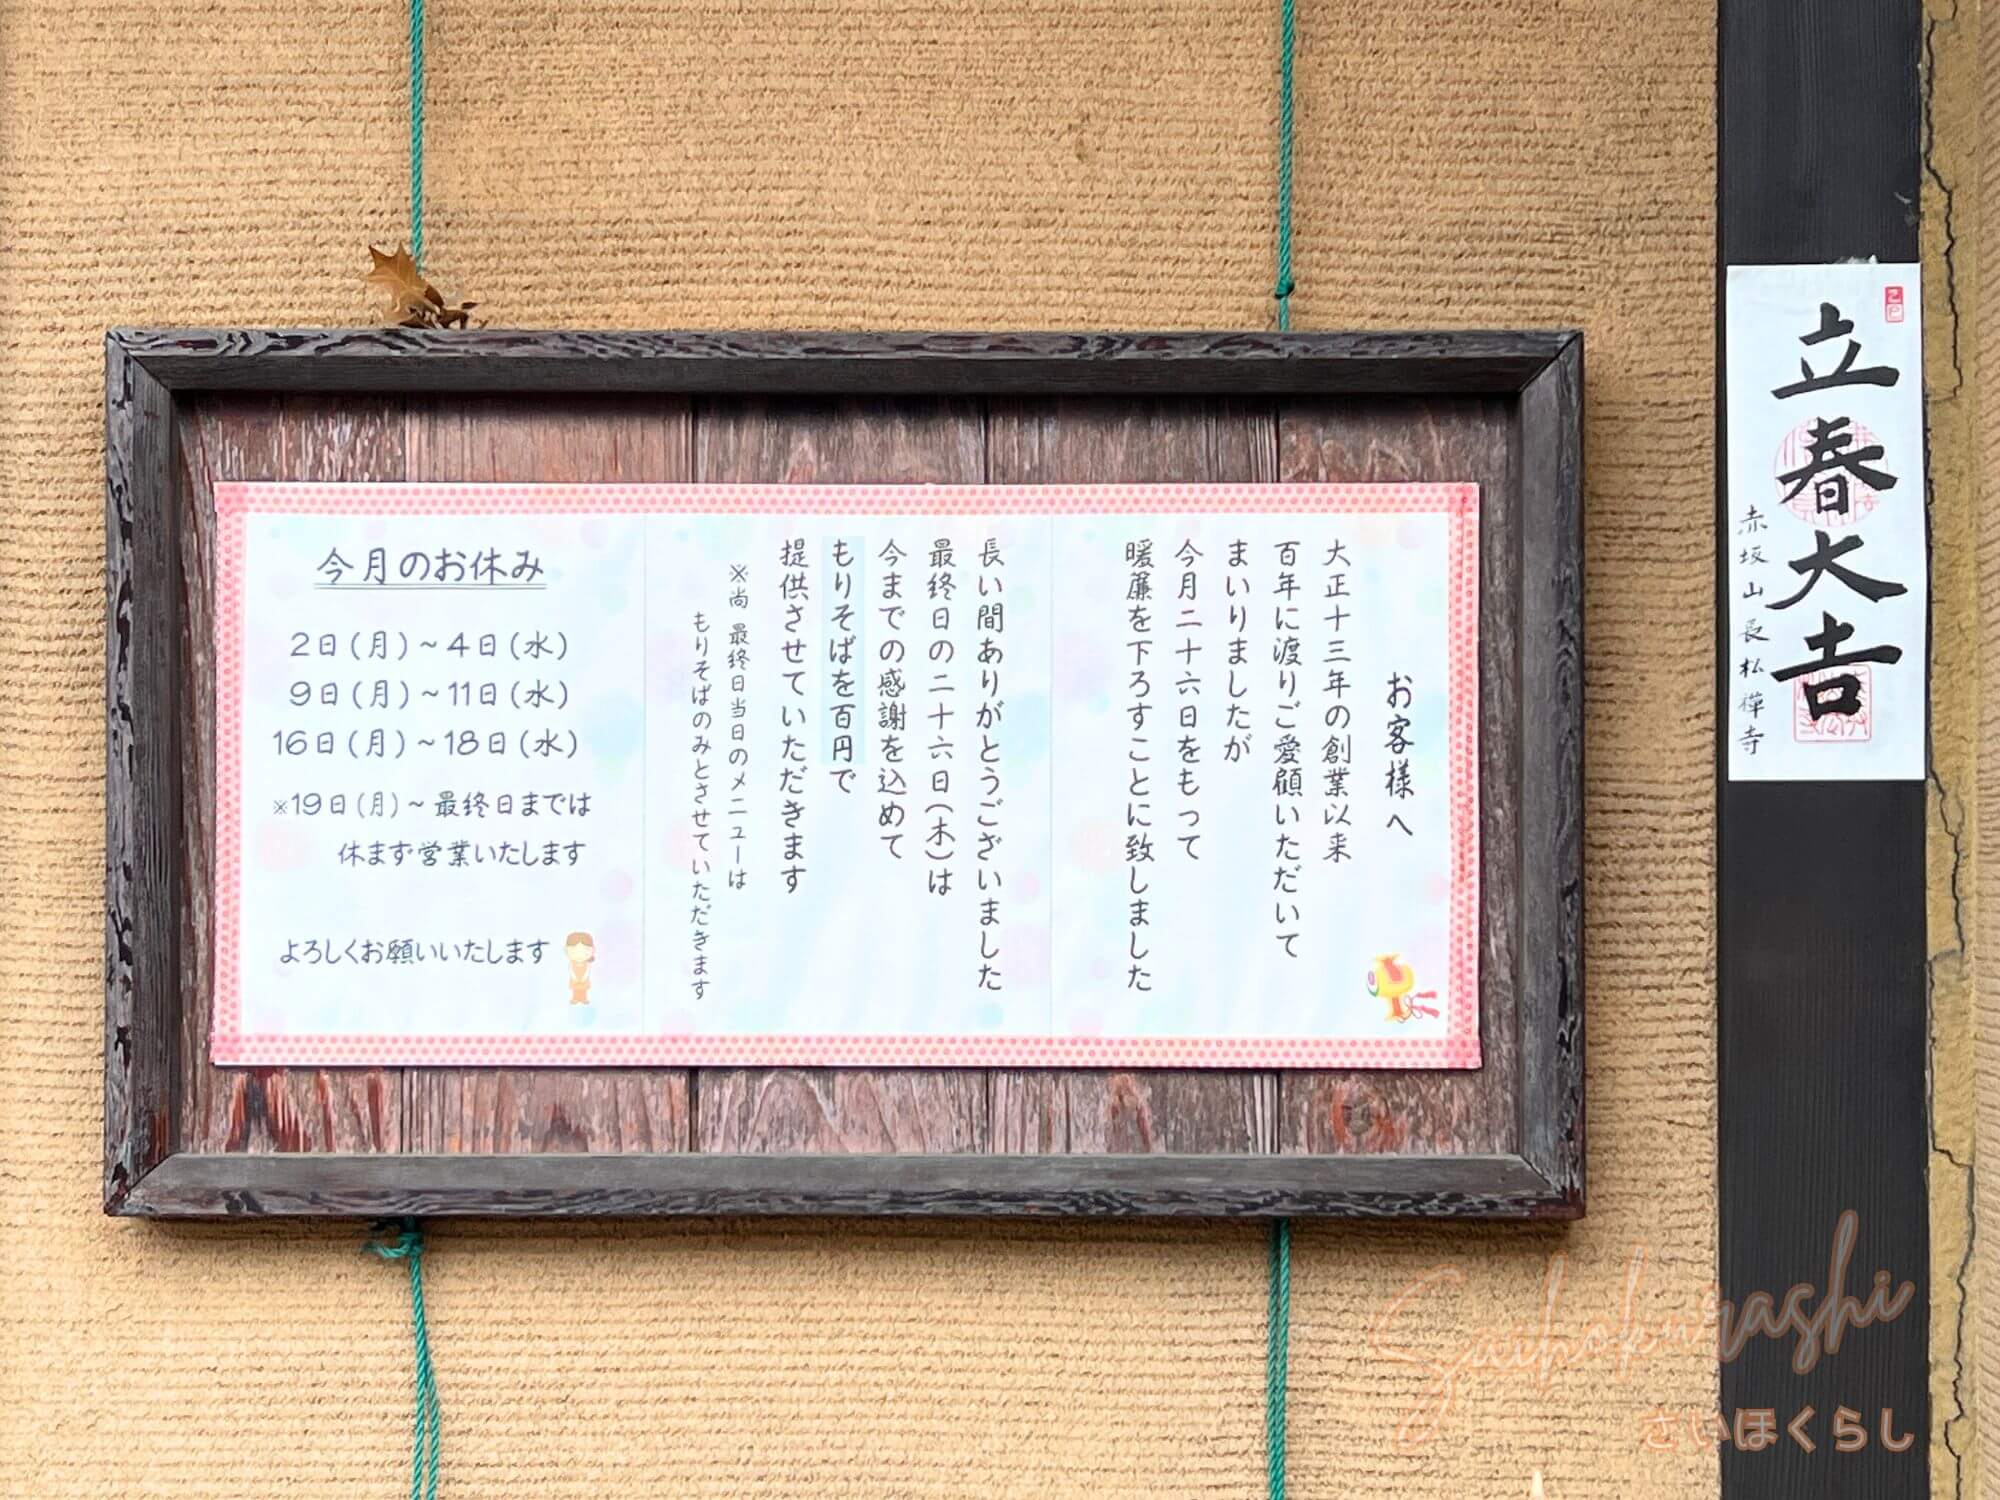 お客様へ
大正十三年の創業以来
百年に渡りご愛顧いただいて
まいりましたが
今月二十六日をもって
暖簾を下ろすことに致しました
長い間ありがとうございました
最終日の二十六日(木)は
今までの感謝を込めて
もりそばを百円で
提供させていただきます
※尚 最終日当日のメニューは
もりそばのみとさせていただきます
今月のお休み
2日(月)~4日(水)
9日(月)~11日(水)
16日(月)~18日(水)
※19日(月)~最終日までは
休まず営業いたします
よろしくお願いいたします
立春大吉
赤坂山長松禅寺
Saihokurashi
さいほくらし